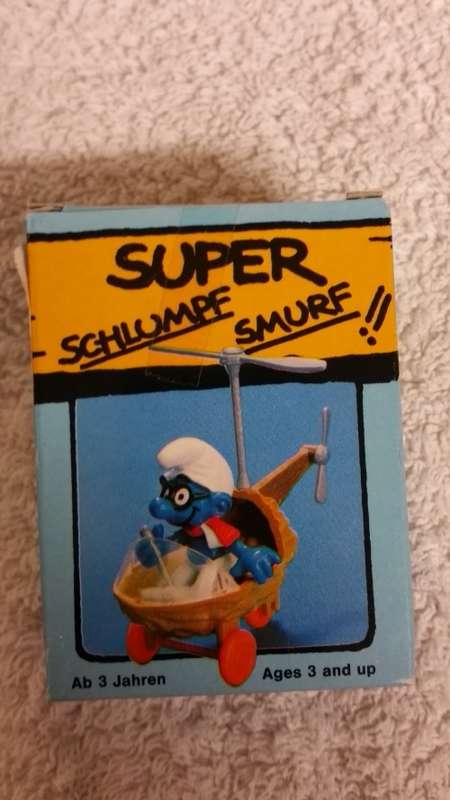 SUPER
SCHLUMPF SMURF !!
Ab 3 Jahren Ages 3 and up